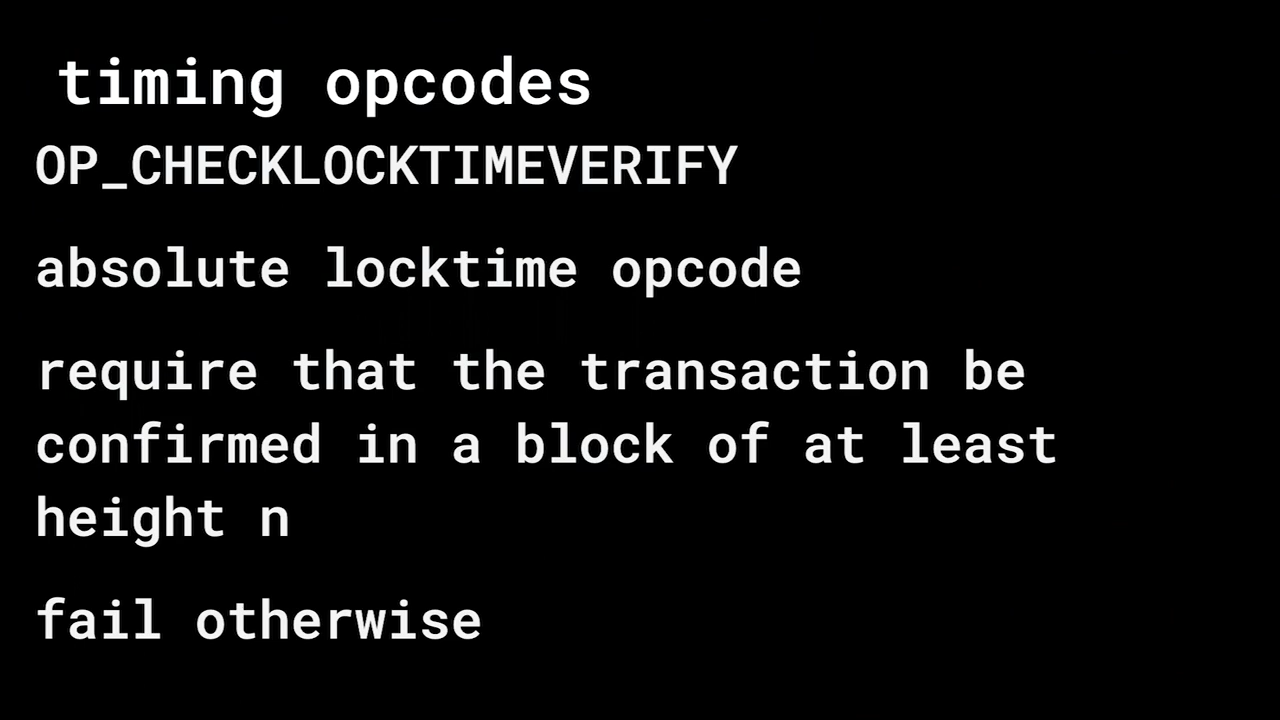 timing opcodes
OP_CHECKLOCKTIMEVERIFY
absolute locktime opcode
require that the transaction be
confirmed in a block of at least
height n
fail otherwise